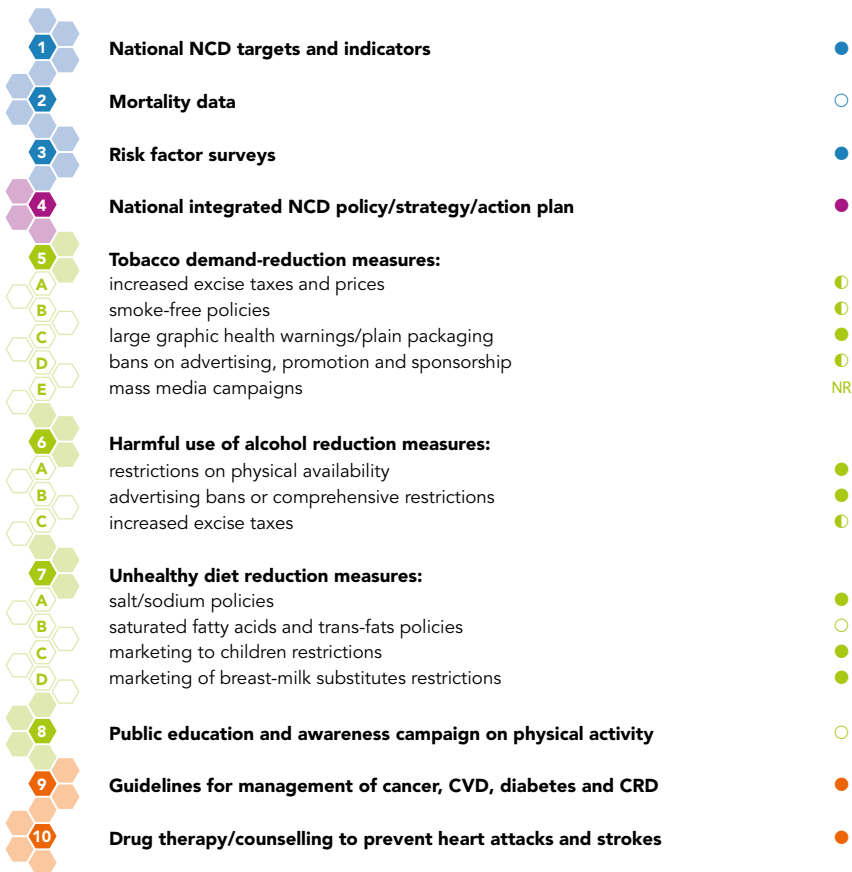 1 National NCD targets and indicators ●
2 Mortality data ○
3 Risk factor surveys ●
4 National integrated NCD policy/strategy/action plan ●
5 Tobacco demand-reduction measures:
A increased excise taxes and prices ◐
B smoke-free policies ◐
C large graphic health warnings/plain packaging ●
D bans on advertising, promotion and sponsorship ◐
E mass media campaigns NR
6 Harmful use of alcohol reduction measures:
A restrictions on physical availability ●
B advertising bans or comprehensive restrictions ●
C increased excise taxes ◐
7 Unhealthy diet reduction measures:
A salt/sodium policies ●
B saturated fatty acids and trans-fats policies ○
C marketing to children restrictions ●
D marketing of breast-milk substitutes restrictions ●
8 Public education and awareness campaign on physical activity ○
9 Guidelines for management of cancer, CVD, diabetes and CRD ●
10 Drug therapy/counselling to prevent heart attacks and strokes ●